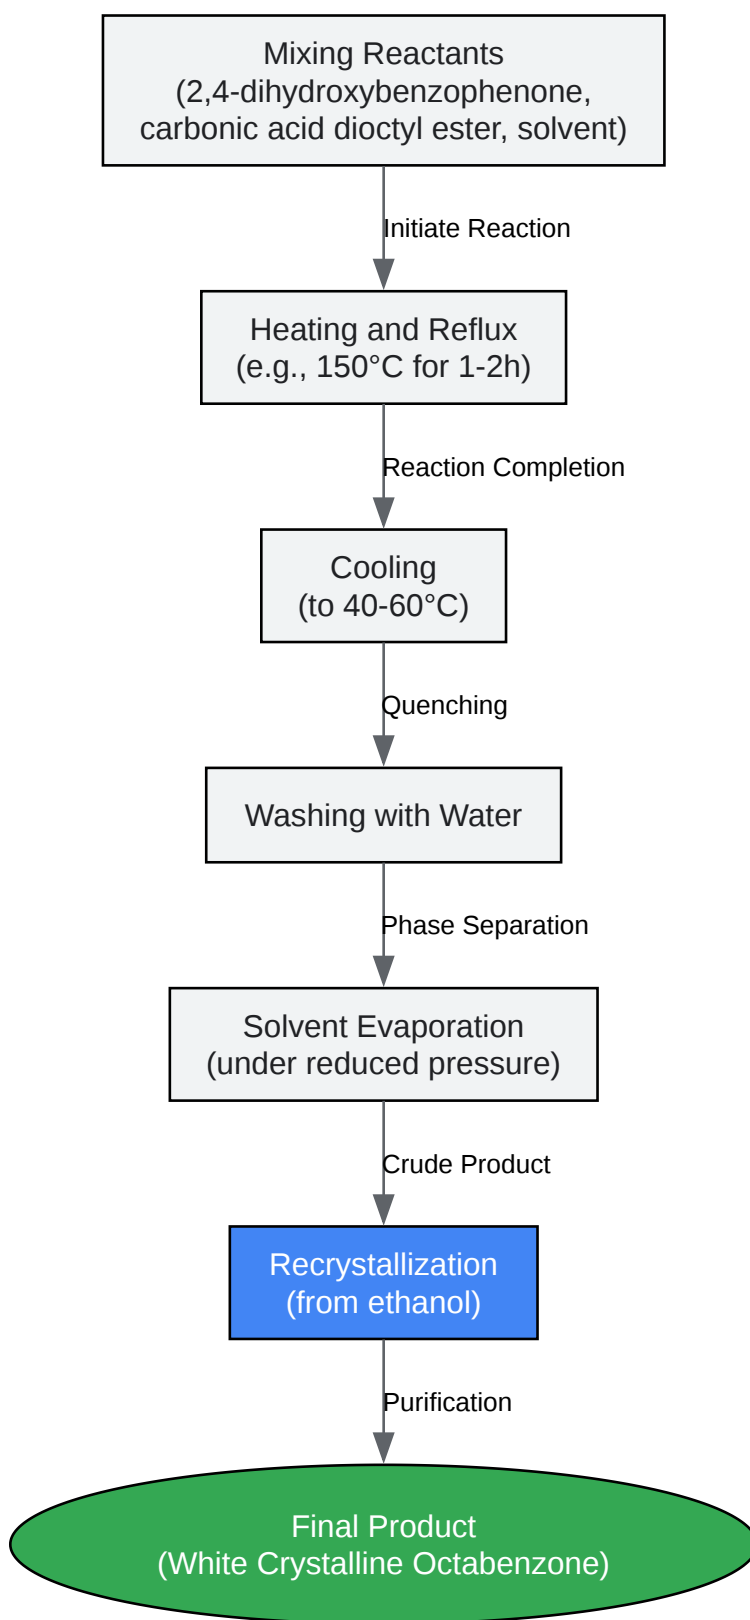 Mixing Reactants
(2,4-dihydroxybenzophenone,
carbonic acid dioctyl ester, solvent)
Initiate Reaction
Heating and Reflux
(e.g., 150°C for 1-2h)
Reaction Completion
Cooling
(to 40-60°C)
Quenching
Washing with Water
Phase Separation
Solvent Evaporation
(under reduced pressure)
Crude Product
Recrystallization
(from ethanol)
Purification
Final Product
(White Crystalline Octabenzone)